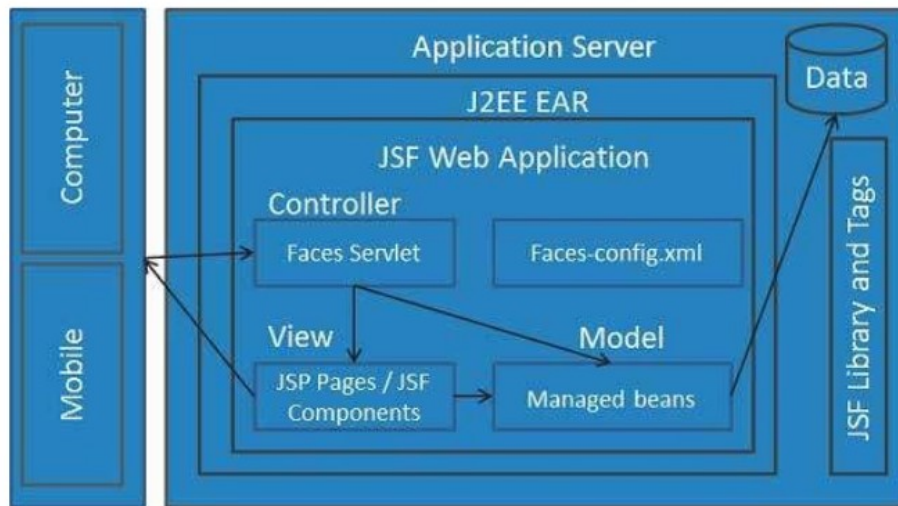 Computer
Mobile
Application Server
Data
J2EE EAR
JSF Web Application
Controller
Faces Servlet
Faces-config.xml
View
Model
JSP Pages / JSF
Components
Managed beans
JSF Library and Tags